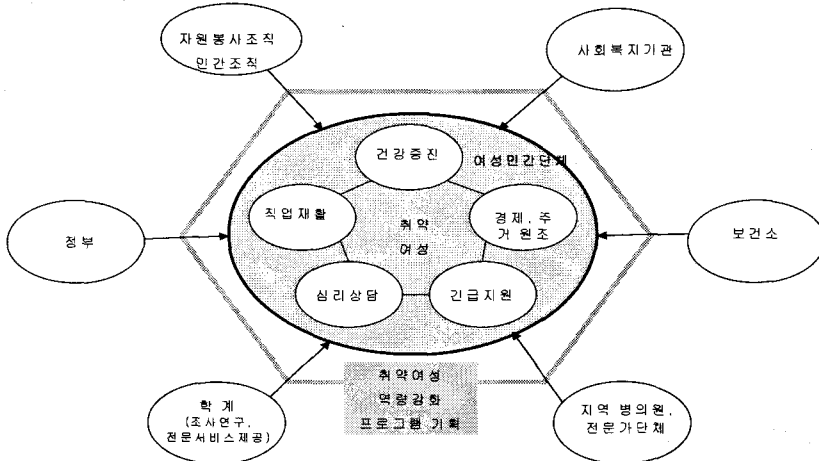 자원봉사조직
민간조직
사회복지기관
건강증진
여성민간단체
직업재활
취약
여성
경제, 주
거 원조
정부
보건소
심리상담
긴급지원
취약여성
역량강화
프로그램 기획
학 계
(조사연구,
전문서비스제공)
지역 병의원,
전문가단체